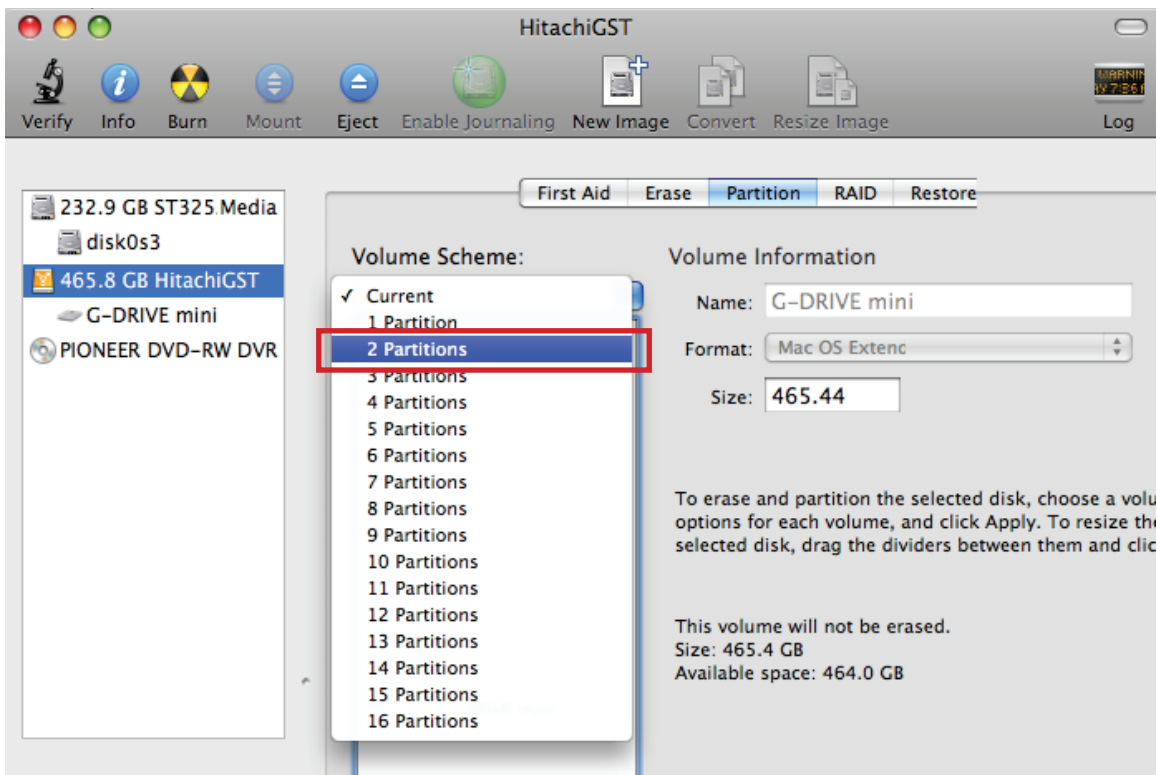 HitachiGST
Verify Info Burn Mount Eject Enable Journaling New Image Convert Resize Image Log
First Aid Erase Partition RAID Restore
232.9 GB ST325 Media
disk0s3
465.8 GB HitachiGST
G-DRIVE mini
PIONEER DVD-RW DVR
Volume Scheme:
✓ Current
1 Partition
2 Partitions
3 Partitions
4 Partitions
5 Partitions
6 Partitions
7 Partitions
8 Partitions
9 Partitions
10 Partitions
11 Partitions
12 Partitions
13 Partitions
14 Partitions
15 Partitions
16 Partitions
Volume Information
Name: G-DRIVE mini
Format: Mac OS Extend
Size: 465.44
To erase and partition the selected disk, choose a volu
options for each volume, and click Apply. To resize the
selected disk, drag the dividers between them and clic
This volume will not be erased.
Size: 465.4 GB
Available space: 464.0 GB